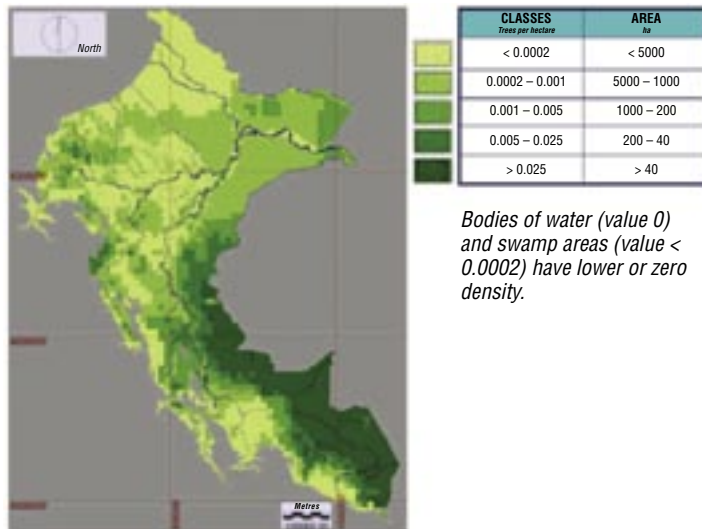 North
CLASSES
Trees per hectare
AREA
ha
< 0.0002
< 5000
0.0002 – 0.001
5000 – 1000
0.001 – 0.005
1000 – 200
0.005 – 0.025
200 – 40
> 0.025
> 40
Bodies of water (value 0)
and swamp areas (value <
0.0002) have lower or zero
density.
Metres